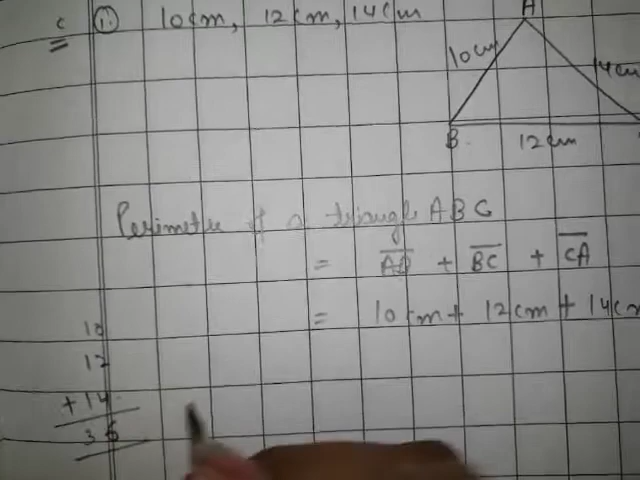 c (1) 10cm, 12cm, 14cm
A
10cm
14cm
B
12cm
Perimeter of a triangle ABC
= AB + BC + CA
= 10cm + 12cm + 14cm
10
12
+ 14
36